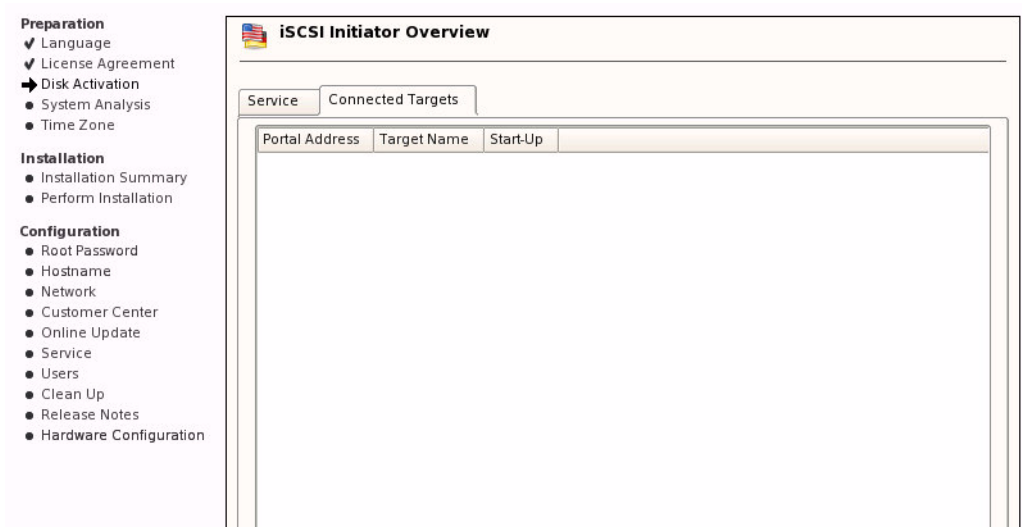 Preparation
Language
License Agreement
Disk Activation
System Analysis
Time Zone
Installation
Installation Summary
Perform Installation
Configuration
Root Password
Hostname
Network
Customer Center
Online Update
Service
Users
Clean Up
Release Notes
Hardware Configuration
iSCSI Initiator Overview
Service Connected Targets
Portal Address Target Name Start-Up